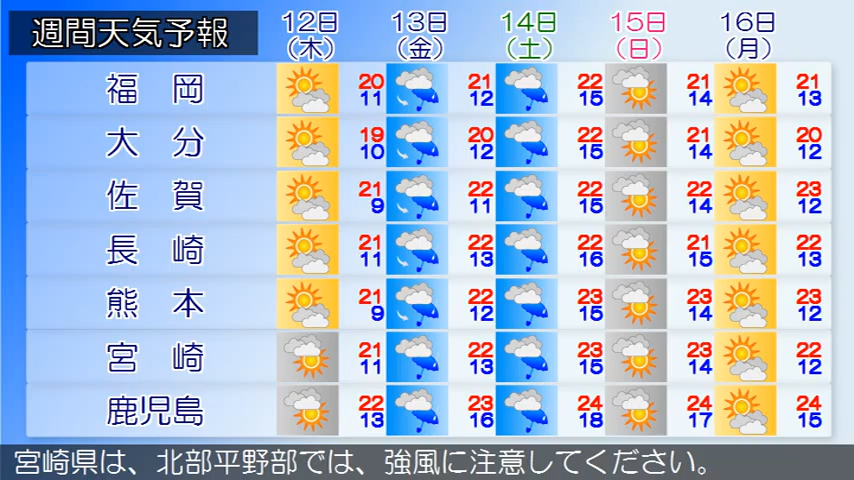 週間天気予報 12日 13日 14日 15日 16日
(木) (金) (土) (日) (月)
福岡 20 21 22 21 21
11 12 15 14 13
大分 19 20 22 21 20
10 12 15 14 12
佐賀 21 22 22 22 23
9 11 15 14 12
長崎 21 22 22 21 22
11 13 16 15 13
熊本 21 22 23 23 23
9 12 15 14 12
宮崎 21 22 23 23 22
11 13 15 14 12
鹿児島 22 23 24 24 24
13 16 18 17 15
宮崎県は、北部平野部では、強風に注意してください。